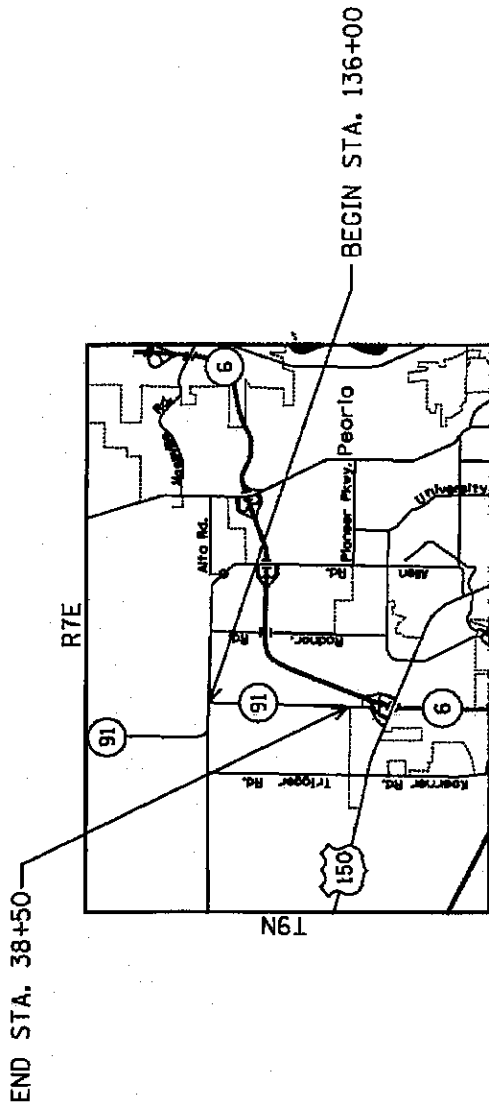 END STA. 38+50
R7E
T9N
BEGIN STA. 136+00
91
91
6
6
150
Alta Rd.
Radnor Rd.
Allen Rd.
Pioneer Pkwy.
Peoria
University
Trigger Rd.
Koerner Rd.